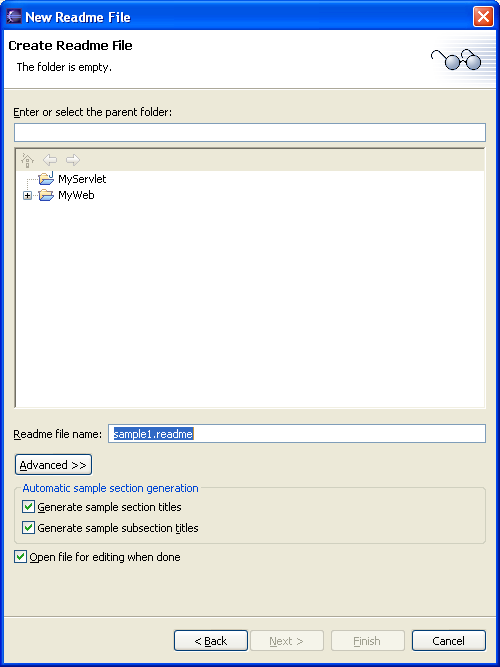 New Readme File
Create Readme File
The folder is empty.
Enter or select the parent folder:
MyServlet
MyWeb
Readme file name: sample1.readme
Advanced >>
Automatic sample section generation
Generate sample section titles
Generate sample subsection titles
Open file for editing when done
< Back Next > Finish Cancel